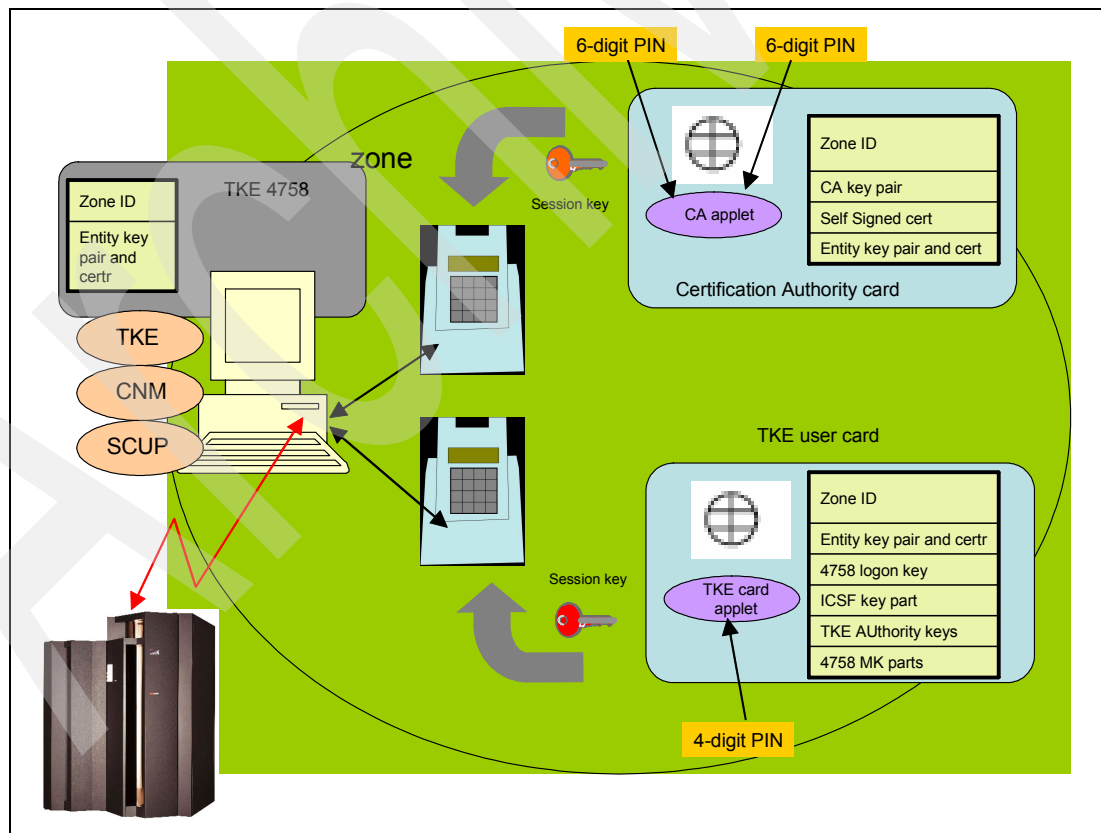 6-digit PIN
6-digit PIN
zone
TKE 4758
Zone ID
Entity key
pair and
certr
TKE
CNM
SCUP
Session key
CA applet
Zone ID
CA key pair
Self Signed cert
Entity key pair and cert
Certification Authority card
TKE user card
Session key
TKE card
applet
Zone ID
Entity key pair and certr
4758 logon key
ICSF key part
TKE AUthority keys
4758 MK parts
4-digit PIN